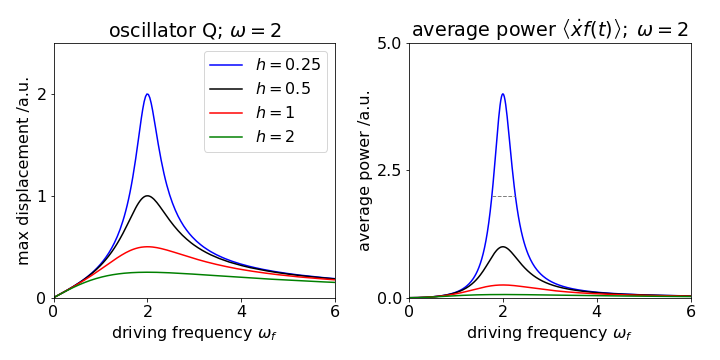 oscillator Q; ω = 2
max displacement /a.u.
2
1
0
h = 0.25
h = 0.5
h = 1
h = 2
0 2 4 6
driving frequency ω_f
average power ⟨ẋf(t)⟩; ω = 2
average power /a.u.
5.0
2.5
0.0
0 2 4 6
driving frequency ω_f